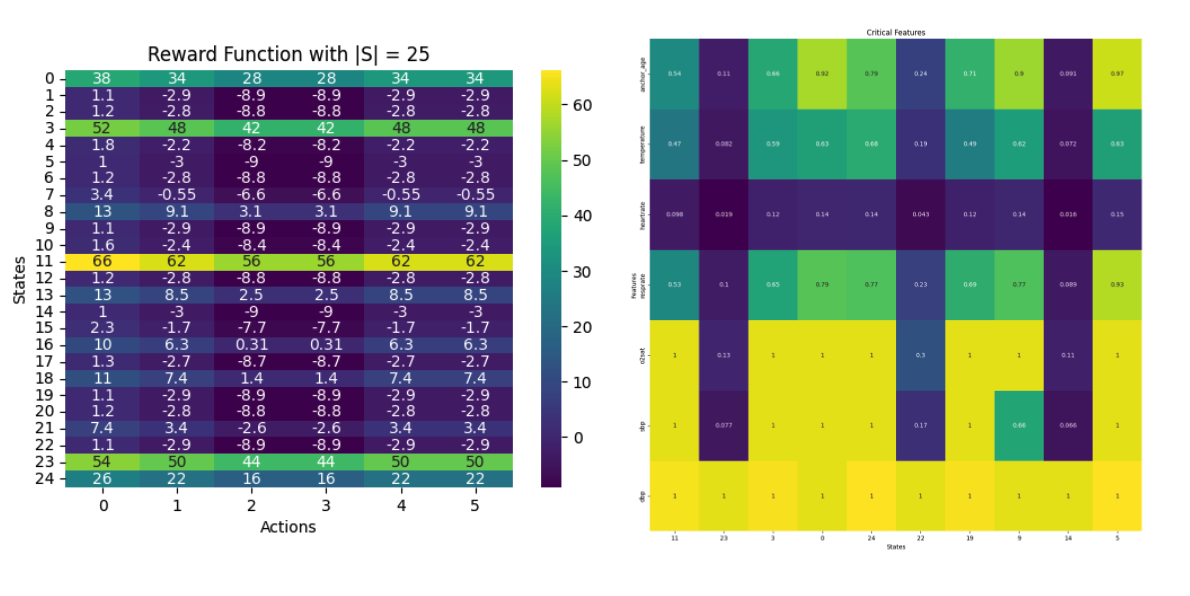 Reward Function with |S| = 25
0 38 34 28 28 34 34
1 1.1 -2.9 -8.9 -8.9 -2.9 -2.9
2 1.2 -2.8 -8.8 -8.8 -2.8 -2.8
3 52 48 42 42 48 48
4 1.8 -2.2 -8.2 -8.2 -2.2 -2.2
5 1 -3 -9 -9 -3 -3
6 1.2 -2.8 -8.8 -8.8 -2.8 -2.8
7 3.4 -0.55 -6.6 -6.6 -0.55 -0.55
8 13 9.1 3.1 3.1 9.1 9.1
9 1.1 -2.9 -8.9 -8.9 -2.9 -2.9
10 1.6 -2.4 -8.4 -8.4 -2.4 -2.4
11 66 62 56 56 62 62
12 1.2 -2.8 -8.8 -8.8 -2.8 -2.8
13 13 8.5 2.5 2.5 8.5 8.5
14 1 -3 -9 -9 -3 -3
15 2.3 -1.7 -7.7 -7.7 -1.7 -1.7
16 10 6.3 0.31 0.31 6.3 6.3
17 1.3 -2.7 -8.7 -8.7 -2.7 -2.7
18 11 7.4 1.4 1.4 7.4 7.4
19 1.1 -2.9 -8.9 -8.9 -2.9 -2.9
20 1.2 -2.8 -8.8 -8.8 -2.8 -2.8
21 7.4 3.4 -2.6 -2.6 3.4 3.4
22 1.1 -2.9 -8.9 -8.9 -2.9 -2.9
23 54 50 44 44 50 50
24 26 22 16 16 22 22
0 1 2 3 4 5
Actions
States
60
50
40
30
20
10
0
Critical Features
anchor_age 0.54 0.11 0.66 0.92 0.79 0.24 0.71 0.9 0.091 0.97
temperature 0.47 0.082 0.59 0.63 0.68 0.19 0.49 0.62 0.072 0.63
heartrate 0.098 0.019 0.12 0.14 0.14 0.043 0.12 0.14 0.016 0.15
resprate 0.53 0.1 0.65 0.79 0.77 0.23 0.69 0.77 0.089 0.93
o2sat 1 0.13 1 1 1 0.3 1 1 0.11 1
sbp 1 0.077 1 1 1 0.17 1 0.66 0.066 1
dbp 1 1 1 1 1 1 1 1 1 1
11 23 3 0 24 22 19 9 14 5
States
Features